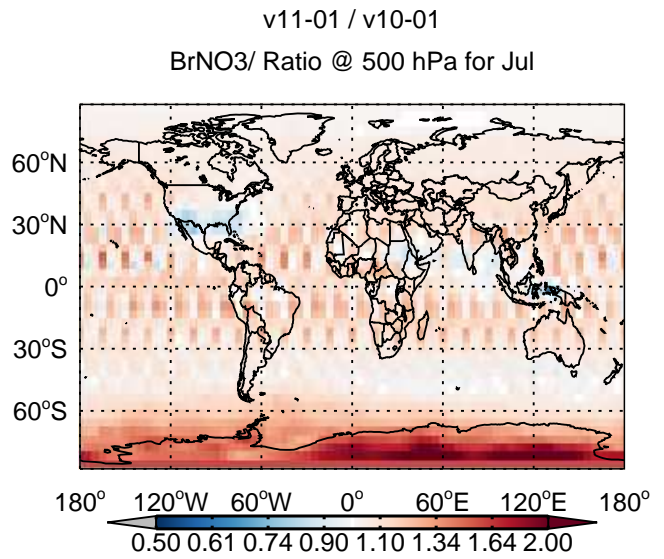 v11-01 / v10-01
BrNO3/ Ratio @ 500 hPa for Jul
60°N
30°N
0°
30°S
60°S
180° 120°W 60°W 0° 60°E 120°E 180°
0.50 0.61 0.74 0.90 1.10 1.34 1.64 2.00